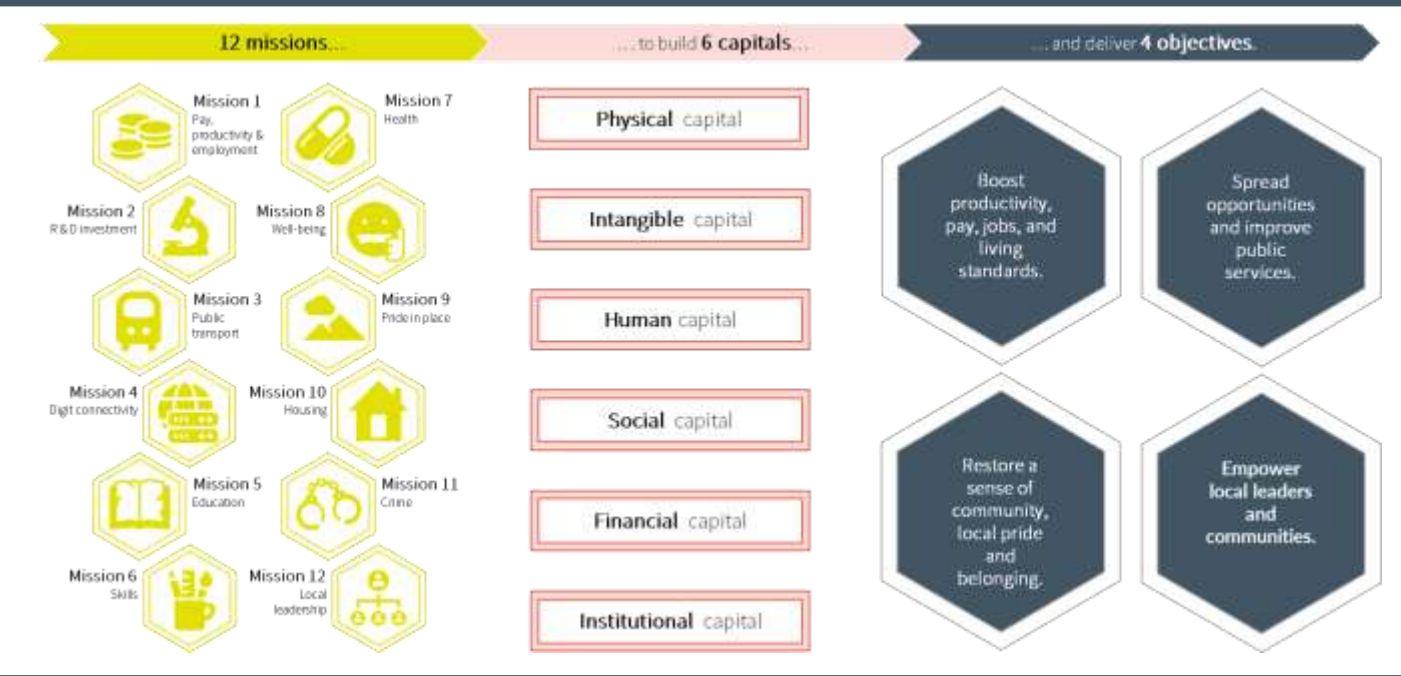 12 missions...
...to build 6 capitals...
...and deliver 4 objectives.
Mission 1
Pay,
productivity &
employment
Mission 7
Health
Mission 2
R & D investment
Mission 8
Well-being
Mission 3
Public
transport
Mission 9
Pride in place
Mission 4
Digit connectivity
Mission 10
Housing
Mission 5
Education
Mission 11
Crime
Mission 6
Skills
Mission 12
Local
leadership
Physical capital
Intangible capital
Human capital
Social capital
Financial capital
Institutional capital
Boost
productivity,
pay, jobs, and
living
standards.
Spread
opportunities
and improve
public
services.
Restore a
sense of
community,
local pride
and
belonging.
Empower
local leaders
and
communities.